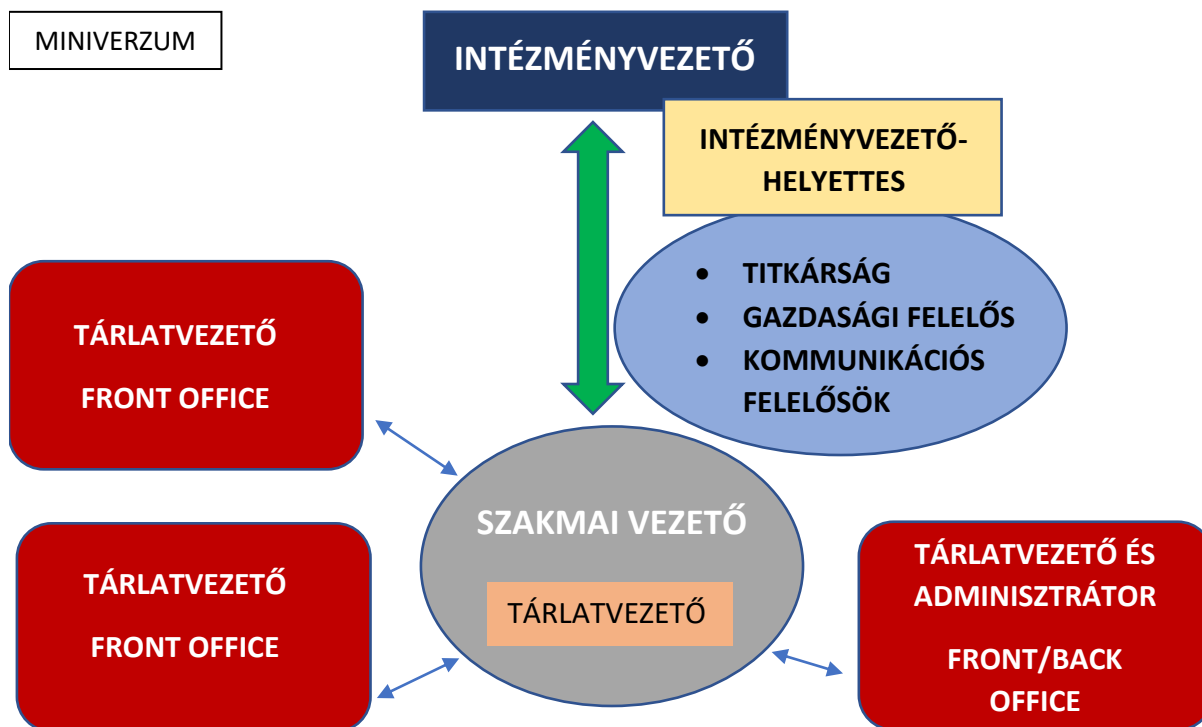 MINIVERZUM
INTÉZMÉNYVEZETŐ
INTÉZMÉNYVEZETŐ-
HELYETTES
• TITKÁRSÁG
• GAZDASÁGI FELELŐS
• KOMMUNIKÁCIÓS
FELELŐSÖK
TÁRLATVEZETŐ
FRONT OFFICE
SZAKMAI VEZETŐ
TÁRLATVEZETŐ
TÁRLATVEZETŐ
FRONT OFFICE
TÁRLATVEZETŐ ÉS
ADMINISZTRÁTOR
FRONT/BACK
OFFICE